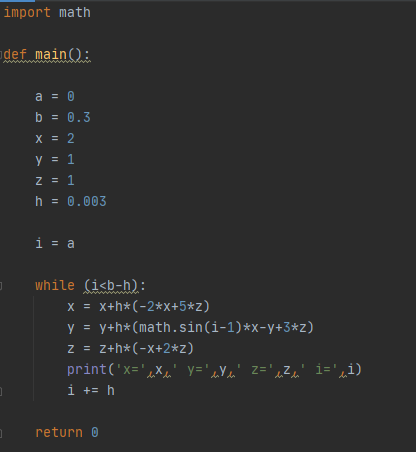 import math
def main():
a = 0
b = 0.3
x = 2
y = 1
z = 1
h = 0.003
i = a
while (i<b-h):
x = x+h*(-2*x+5*z)
y = y+h*(math.sin(i-1)*x-y+3*z)
z = z+h*(-x+2*z)
print('x=',x,' y=',y,' z=',z,' i=',i)
i += h
return 0